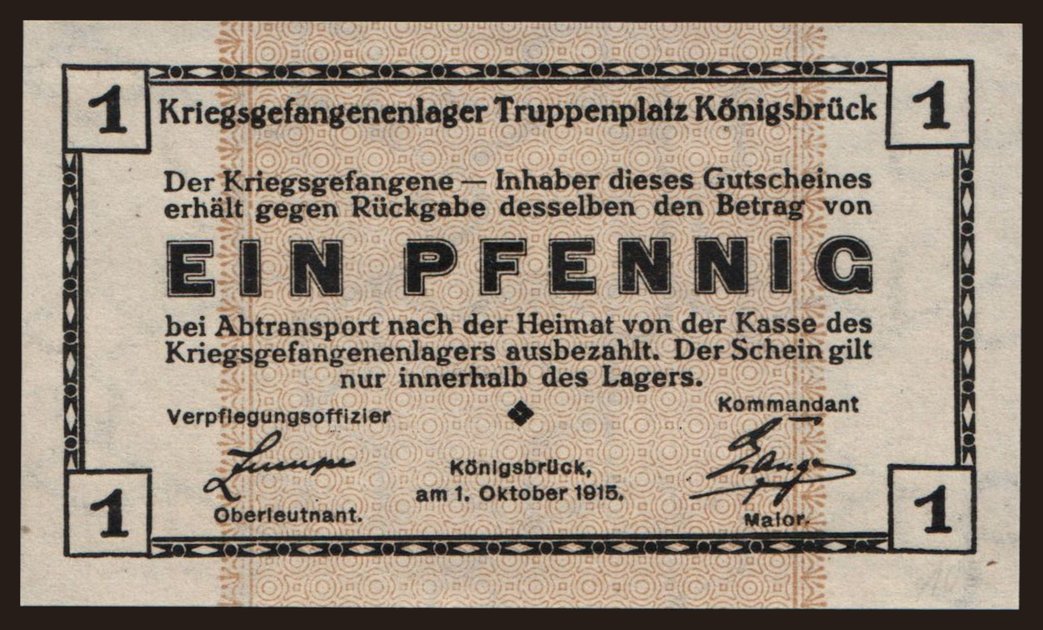 1 1
Kriegsgefangenenlager Truppenplatz Königsbrück
Der Kriegsgefangene — Inhaber dieses Gutscheines
erhält gegen Rückgabe desselben den Betrag von
EIN PFENNIG
bei Abtransport nach der Heimat von der Kasse des
Kriegsgefangenenlagers ausbezahlt. Der Schein gilt
nur innerhalb des Lagers.
Verpflegungsoffizier
Kommandant
Königsbrück,
am 1. Oktober 1915.
Oberleutnant.
Major.
1 1